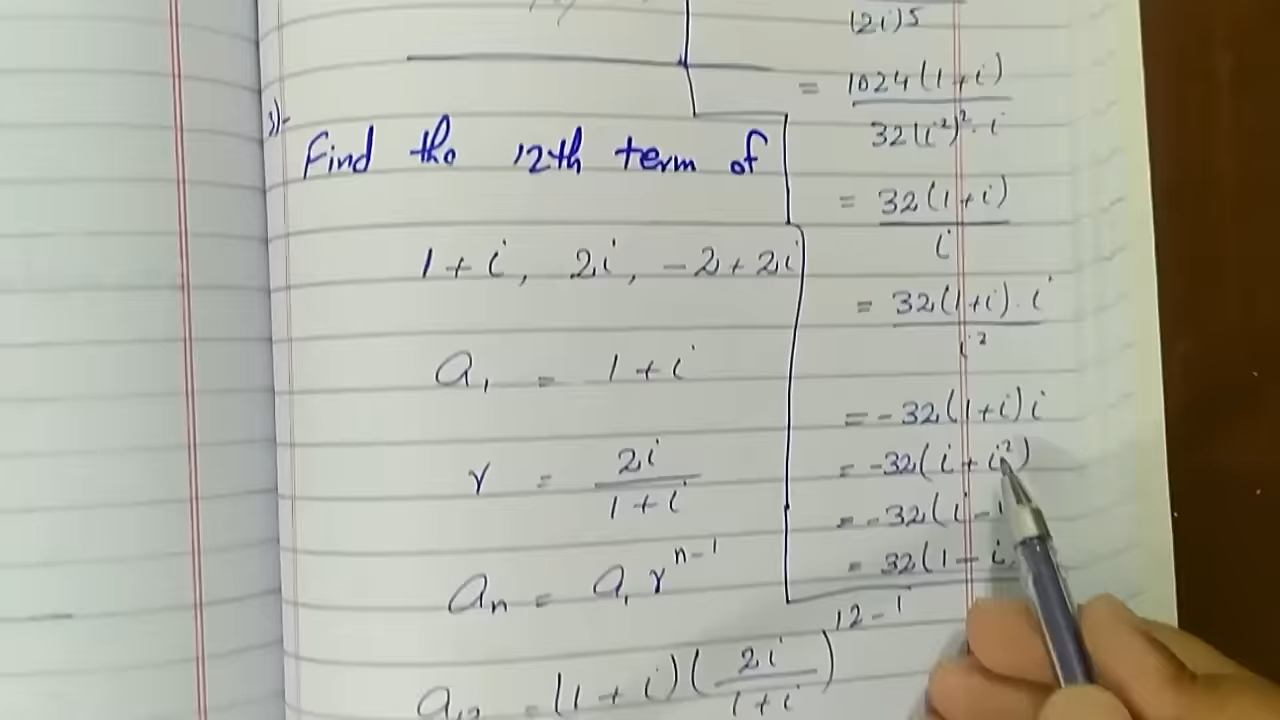 3)-
Find the 12th term of
1+i, 2i, -2+2i
a₁ = 1+i
r = 2i / 1+i
aₙ = a₁ r^(n-1)
a₁₂ = (1+i)(2i / 1+i)^(12-1)
(2i)⁵
= 1024(1+i) / 32(i²)²·i
= 32(1+i) / i
= 32(1+i)·i / i²
= -32(1+i)i
= -32(i+i²)
= -32(i-1
= 32(1-i